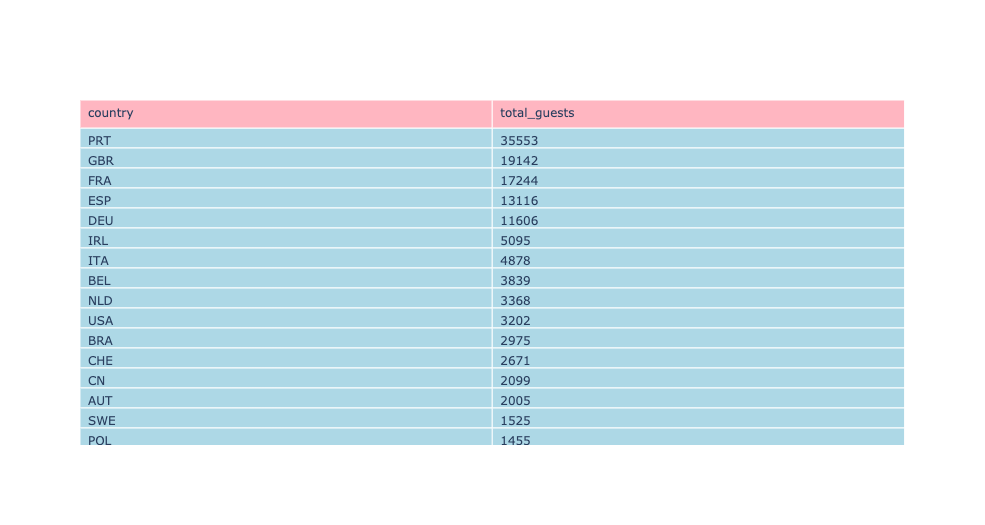 country total_guests
PRT 35553
GBR 19142
FRA 17244
ESP 13116
DEU 11606
IRL 5095
ITA 4878
BEL 3839
NLD 3368
USA 3202
BRA 2975
CHE 2671
CN 2099
AUT 2005
SWE 1525
POL 1455